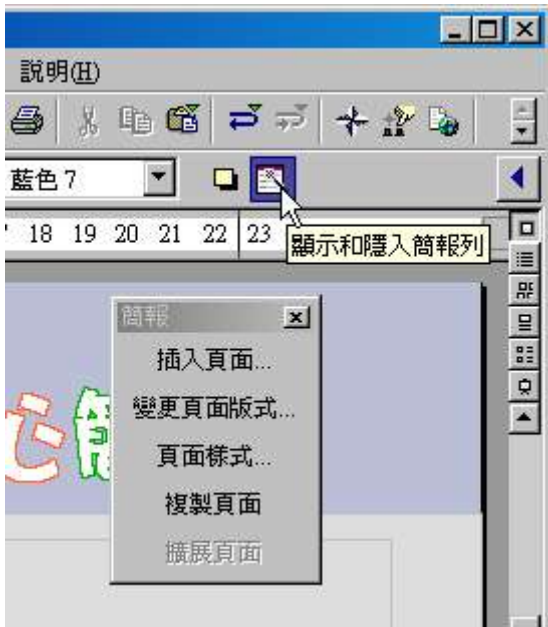 說明(H)
藍色 7
18 19 20 21 22 23
顯示和隱入簡報列
簡報
插入頁面...
變更頁面版式...
頁面樣式...
複製頁面
擴展頁面
心簡